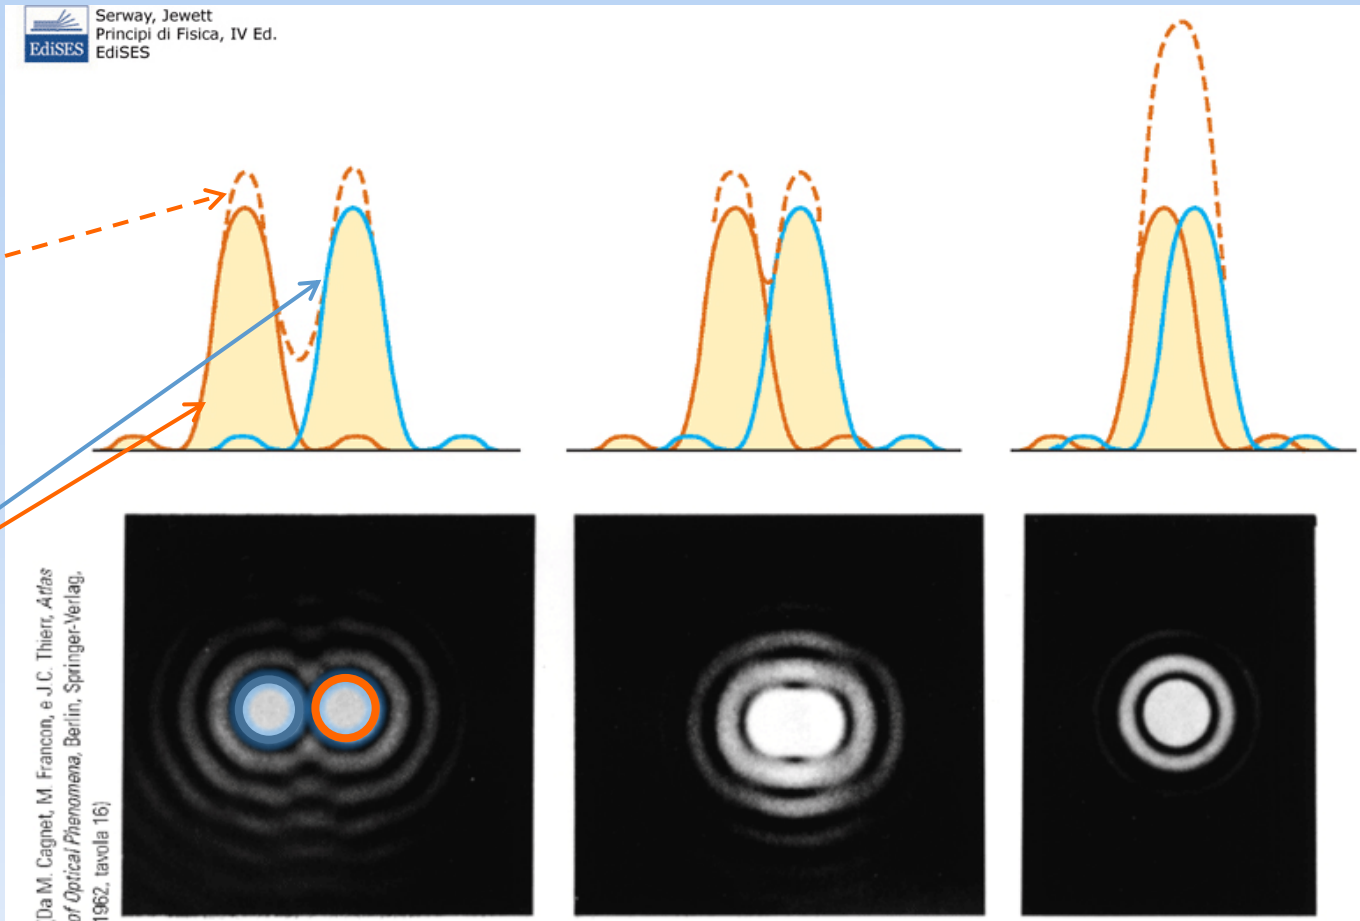 EdiSES
Serway, Jewett
Principi di Fisica, IV Ed.
EdiSES
(Da M. Cagnet, M. Francon, e J.C. Thierr, Atlas
of Optical Phenomena, Berlin, Springer-Verlag,
1962, tavola 16)